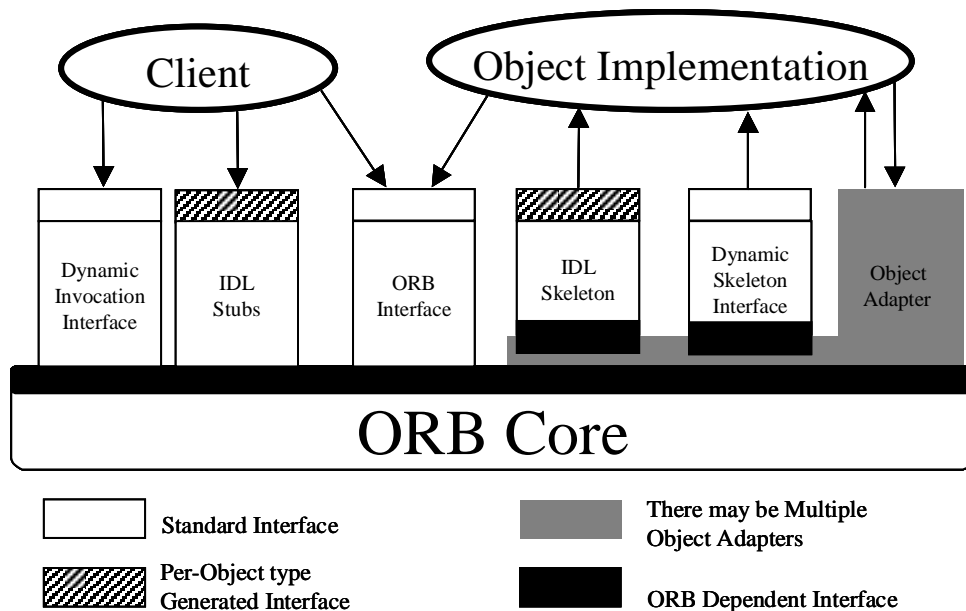 Client
Object Implementation
Dynamic
Invocation
Interface
IDL
Stubs
ORB
Interface
IDL
Skeleton
Dynamic
Skeleton
Interface
Object
Adapter
ORB Core
Standard Interface
Per-Object type
Generated Interface
There may be Multiple
Object Adapters
ORB Dependent Interface